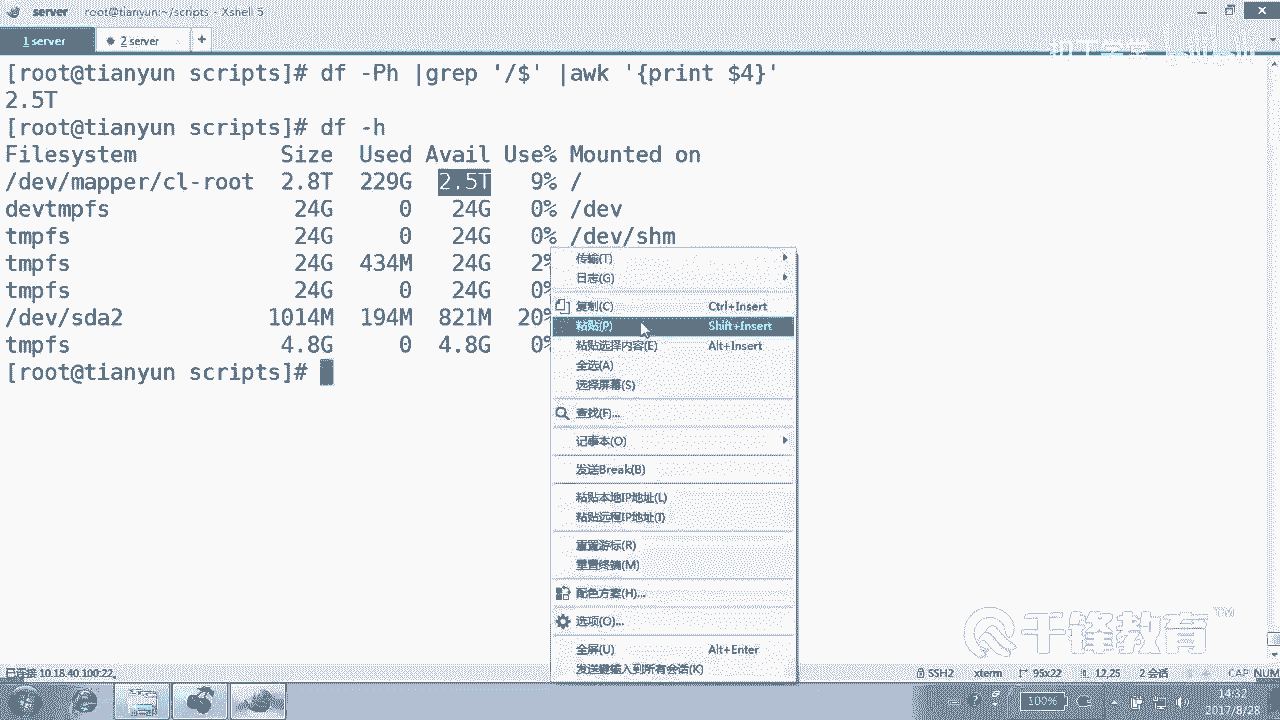 server root@tianyun:~/scripts - Xshell 5
1 server 2 server +
[root@tianyun scripts]# df -Ph |grep '/$' |awk '{print $4}'
2.5T
[root@tianyun scripts]# df -h
Filesystem Size Used Avail Use% Mounted on
/dev/mapper/cl-root 2.8T 229G 2.5T 9% /
devtmpfs 24G 0 24G 0% /dev
tmpfs 24G 0 24G 0% /dev/shm
tmpfs 24G 434M 24G 2%
tmpfs 24G 0 24G 0%
/dev/sda2 1014M 194M 821M 20%
tmpfs 4.8G 0 4.8G 0%
[root@tianyun scripts]#
传输(T)
日志(G)
复制(C) Ctrl+Insert
粘贴(P) Shift+Insert
粘贴选择内容(E) Alt+Insert
全选(A)
选择屏幕(S)
查找(F)...
记事本(O)
发送Break(B)
粘贴本地IP地址(L)
粘贴远程IP地址(I)
重置游标(R)
重置终端(M)
配色方案(H)...
选项(O)...
全屏(U) Alt+Enter
发送键输入到所有会话(K)
千锋教育™
已连接 10.18.40.100:22。 SSH2 xterm 95x22 12,25 2 会话 CAP NUM
100% 14:32
2017/8/28